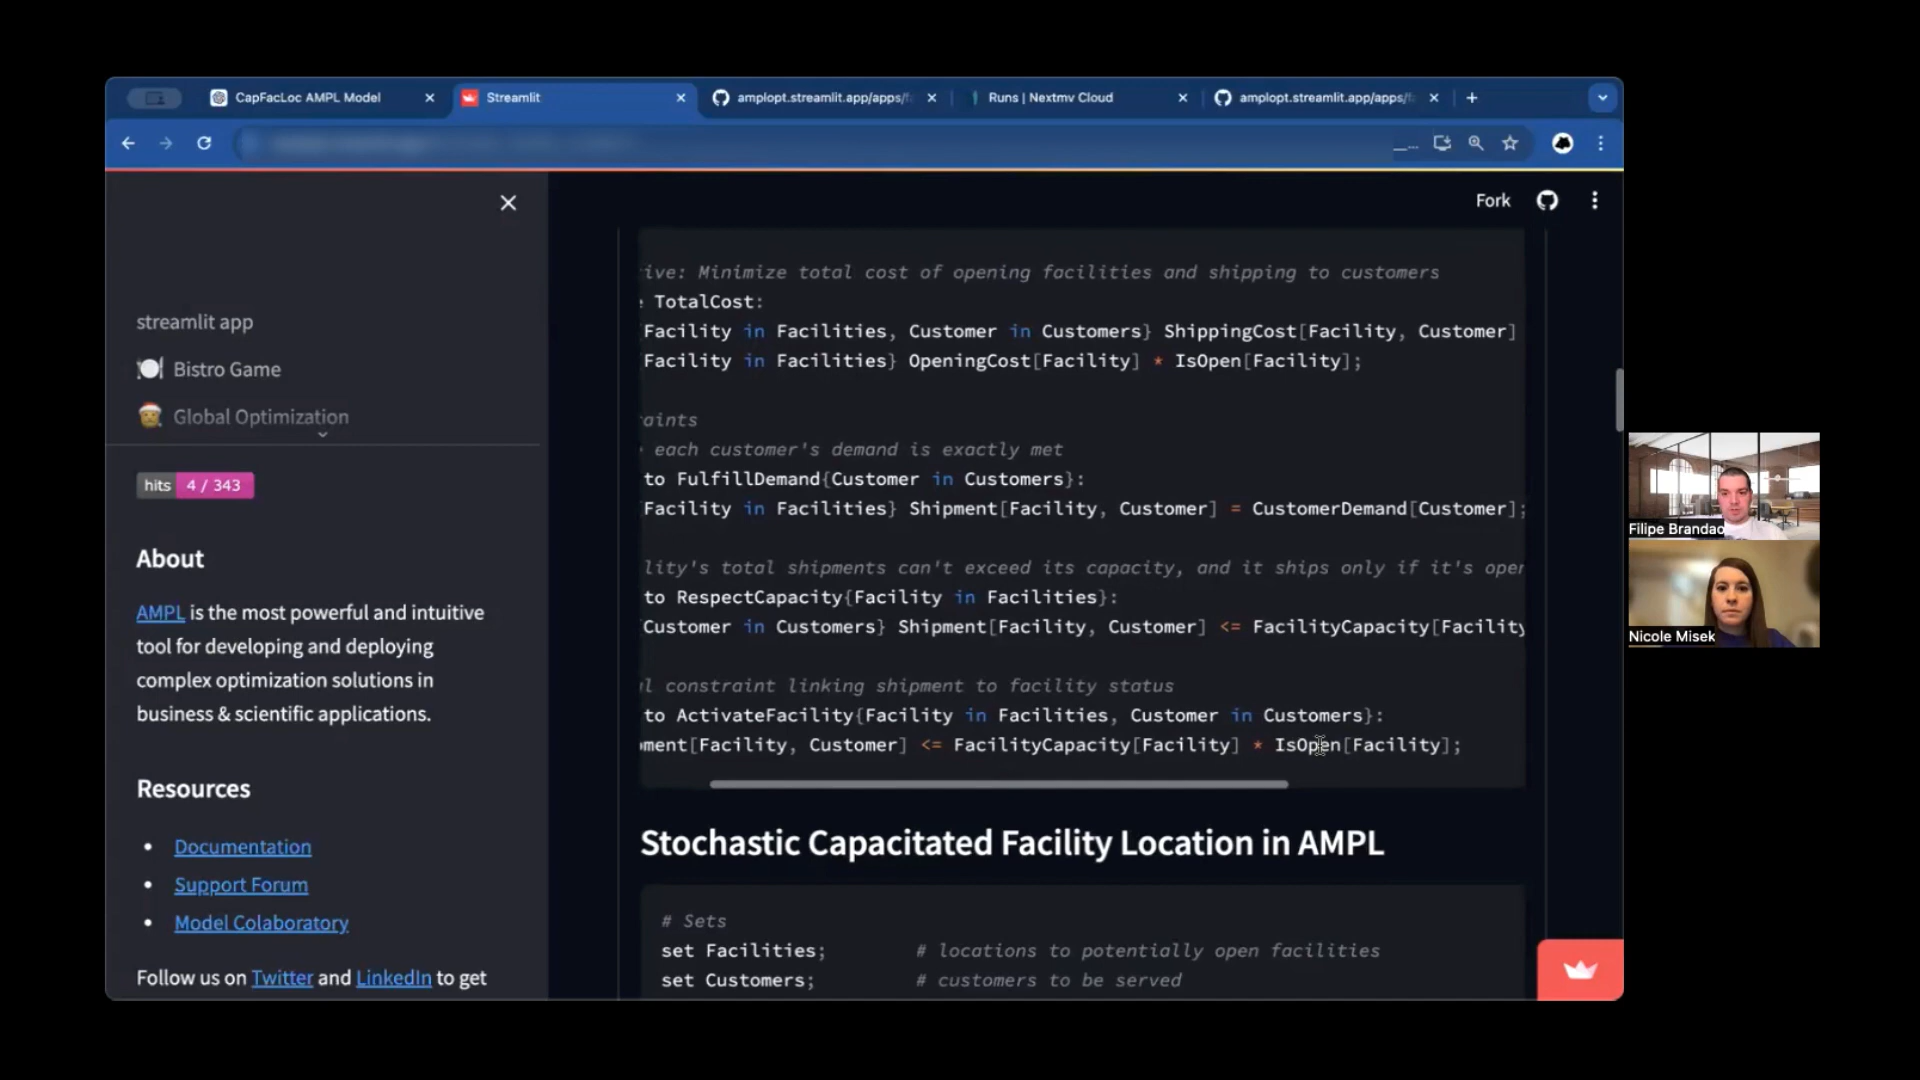 CapFacLoc AMPL Model
Streamlit
amplopt.streamlit.app/apps/f
Runs | Nextmv Cloud
amplopt.streamlit.app/apps/f
Fork
streamlit app
Bistro Game
Global Optimization
hits 4 / 343
About
AMPL is the most powerful and intuitive
tool for developing and deploying
complex optimization solutions in
business & scientific applications.
Resources
• Documentation
• Support Forum
• Model Colaboratory
Follow us on Twitter and LinkedIn to get
ive: Minimize total cost of opening facilities and shipping to customers
e TotalCost:
{Facility in Facilities, Customer in Customers} ShippingCost[Facility, Customer]
{Facility in Facilities} OpeningCost[Facility] * IsOpen[Facility];
raints
each customer's demand is exactly met
to FulfillDemand{Customer in Customers}:
{Facility in Facilities} Shipment[Facility, Customer] = CustomerDemand[Customer];
lity's total shipments can't exceed its capacity, and it ships only if it's open
to RespectCapacity{Facility in Facilities}:
{Customer in Customers} Shipment[Facility, Customer] <= FacilityCapacity[Facility
l constraint linking shipment to facility status
to ActivateFacility{Facility in Facilities, Customer in Customers}:
ment[Facility, Customer] <= FacilityCapacity[Facility] * IsOpen[Facility];
Stochastic Capacitated Facility Location in AMPL
# Sets
set Facilities; # locations to potentially open facilities
set Customers; # customers to be served
Filipe Brandao
Nicole Misek